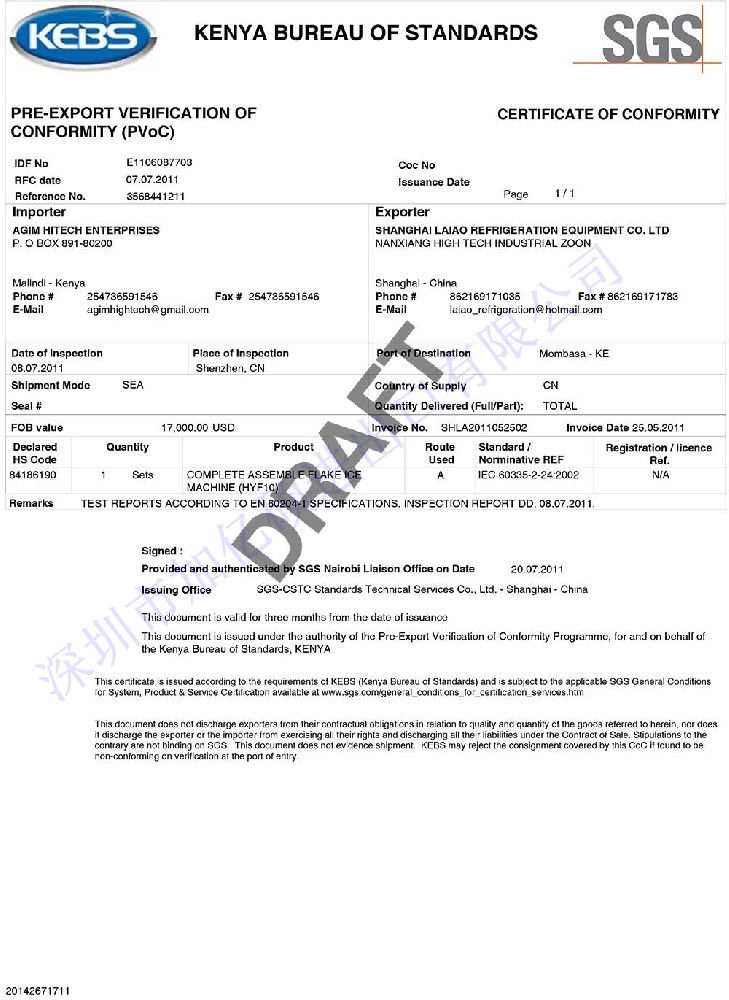 KEBS
KENYA BUREAU OF STANDARDS
SGS
PRE-EXPORT VERIFICATION OF
CONFORMITY (PVoC)
CERTIFICATE OF CONFORMITY
IDF No E1106087703
Coc No
RFC date 07.07.2011
Issuance Date
Reference No. 3568441211
Page 1 / 1
Importer
Exporter
AGIM HITECH ENTERPRISES
SHANGHAI LAIAO REFRIGERATION EQUIPMENT CO. LTD
P. O BOX 891-80200
NANXIANG HIGH TECH INDUSTRIAL ZOON
Malindi - Kenya
Shanghai - China
Phone # 254736591546 Fax # 254736591546
Phone # 862169171035 Fax # 862169171783
E-Mail agimhightech@gmail.com
E-Mail laiao_refrigeration@hotmail.com
Date of Inspection Place of Inspection
Port of Destination Mombasa - KE
08.07.2011 Shenzhen, CN
Shipment Mode SEA
Country of Supply CN
Seal #
Quantity Delivered (Full/Part): TOTAL
FOB value 17,000.00 USD
Invoice No. SHLA2011052502 Invoice Date 25.05.2011
Declared Quantity Product Route Standard / Registration / licence
HS Code Used Norminative REF Ref.
84186190 1 Sets COMPLETE ASSEMBLE FLAKE ICE A IEC 60335-2-24:2002 N/A
MACHINE (HYF10)
Remarks TEST REPORTS ACCORDING TO EN 60204-1 SPECIFICATIONS. INSPECTION REPORT DD. 08.07.2011.
DRAFT
Signed :
Provided and authenticated by SGS Nairobi Liaison Office on Date 20.07.2011
Issuing Office SGS-CSTC Standards Technical Services Co., Ltd. - Shanghai - China
This document is valid for three months from the date of issuance
This document is issued under the authority of the Pre-Export Verification of Conformity Programme, for and on behalf of
the Kenya Bureau of Standards, KENYA
This certificate is issued according to the requirements of KEBS (Kenya Bureau of Standards) and is subject to the applicable SGS General Conditions
for System, Product & Service Certification available at www.sgs.com/general_conditions_for_certification_services.htm
This document does not discharge exporters from their contractual obligations in relation to quality and quantity of the goods referred to herein, nor does
it discharge the exporter or the importer from exercising all their rights and discharging all their liabilities under the Contract of Sale. Stipulations to the
contrary are not binding on SGS. This document does not evidence shipment. KEBS may reject the consignment covered by this CoC if found to be
non-conforming on verification at the port of entry.
20142671711